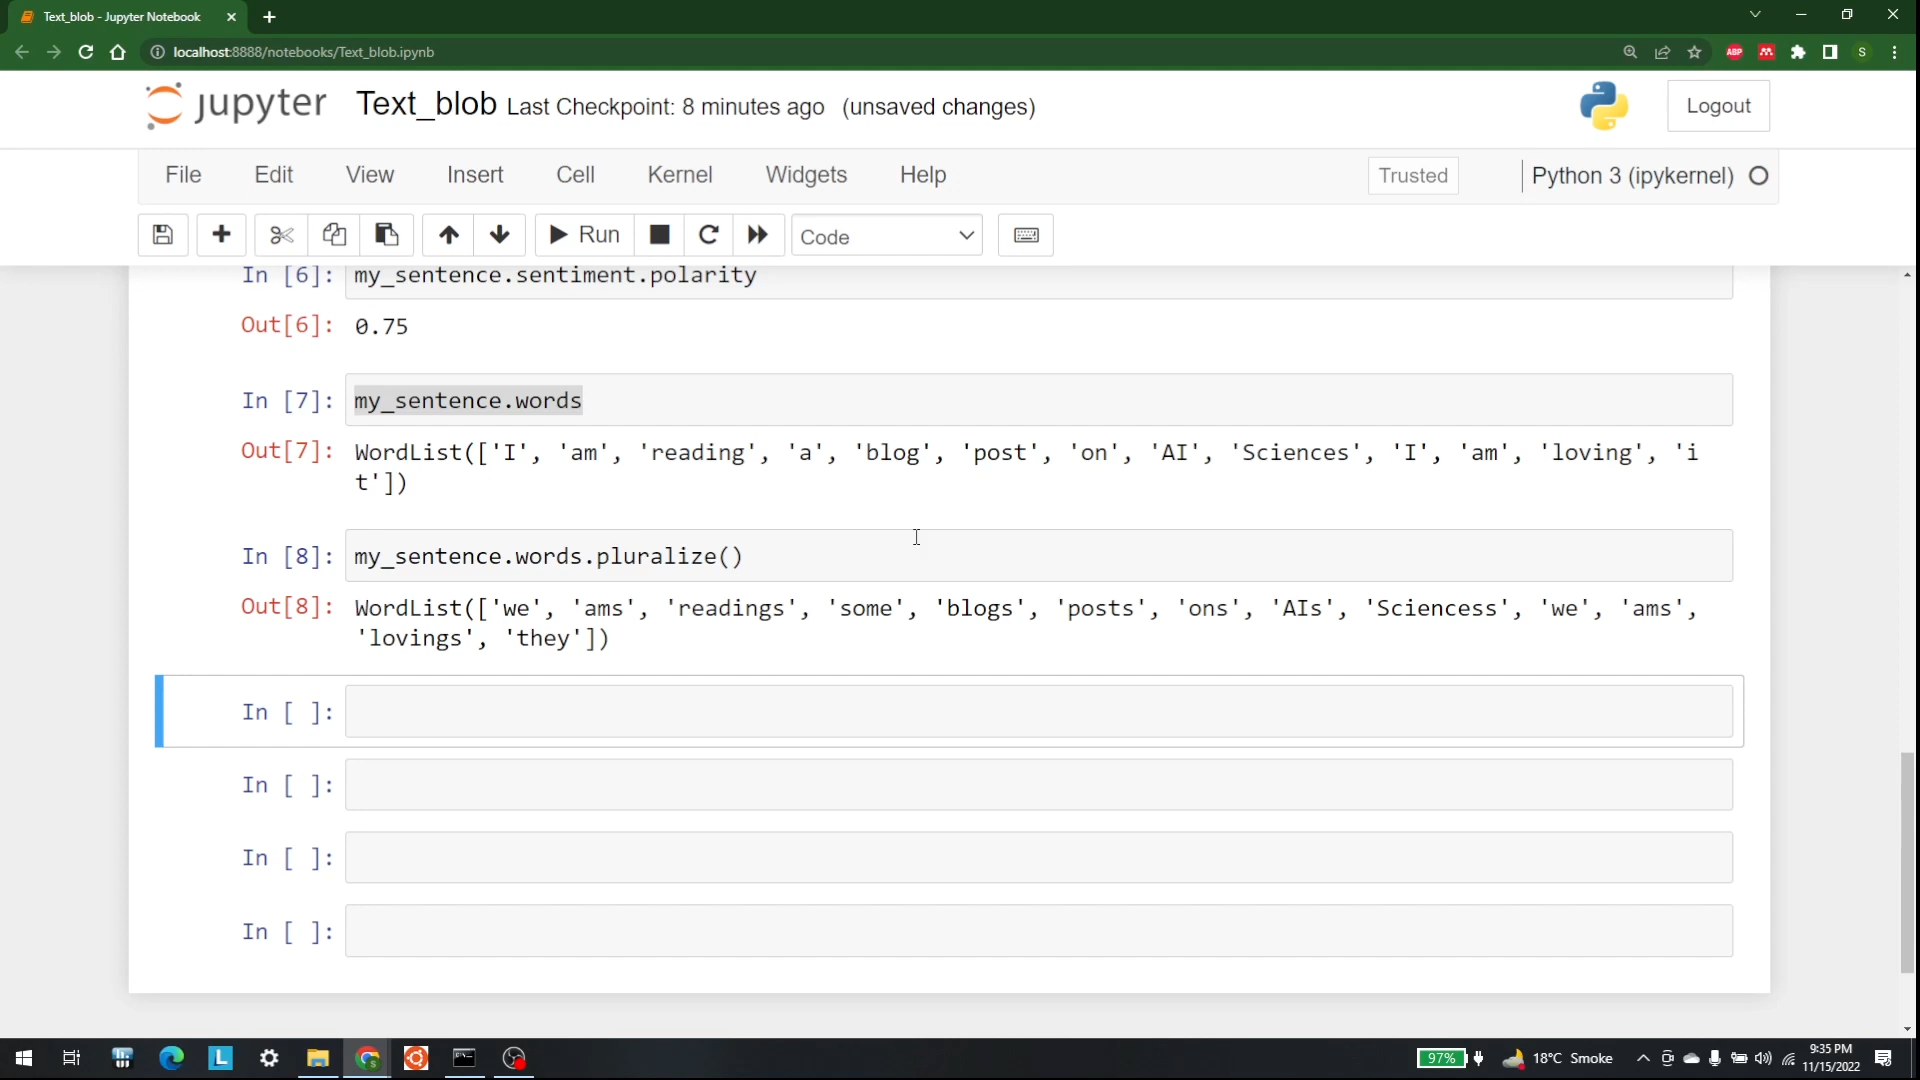 Text_blob - Jupyter Notebook
localhost:8888/notebooks/Text_blob.ipynb
ABP
S
jupyter Text_blob Last Checkpoint: 8 minutes ago (unsaved changes)
Logout
File Edit View Insert Cell Kernel Widgets Help
Trusted
Python 3 (ipykernel)
Run
Code
In [6]: my_sentence.sentiment.polarity
Out[6]: 0.75
In [7]: my_sentence.words
Out[7]: WordList(['I', 'am', 'reading', 'a', 'blog', 'post', 'on', 'AI', 'Sciences', 'I', 'am', 'loving', 'i
t'])
In [8]: my_sentence.words.pluralize()
Out[8]: WordList(['we', 'ams', 'readings', 'some', 'blogs', 'posts', 'ons', 'AIs', 'Sciencess', 'we', 'ams',
'lovings', 'they'])
In [ ]:
In [ ]:
In [ ]:
In [ ]:
L
97%
18°C Smoke
9:35 PM
11/15/2022